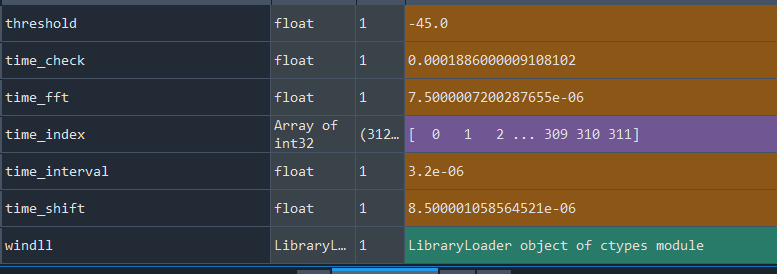 threshold float 1 -45.0
time_check float 1 0.0001886000009108102
time_fft float 1 7.5000007200287655e-06
time_index Array of int32 (312… [ 0 1 2 ... 309 310 311]
time_interval float 1 3.2e-06
time_shift float 1 8.500001058564521e-06
windll LibraryL… 1 LibraryLoader object of ctypes module